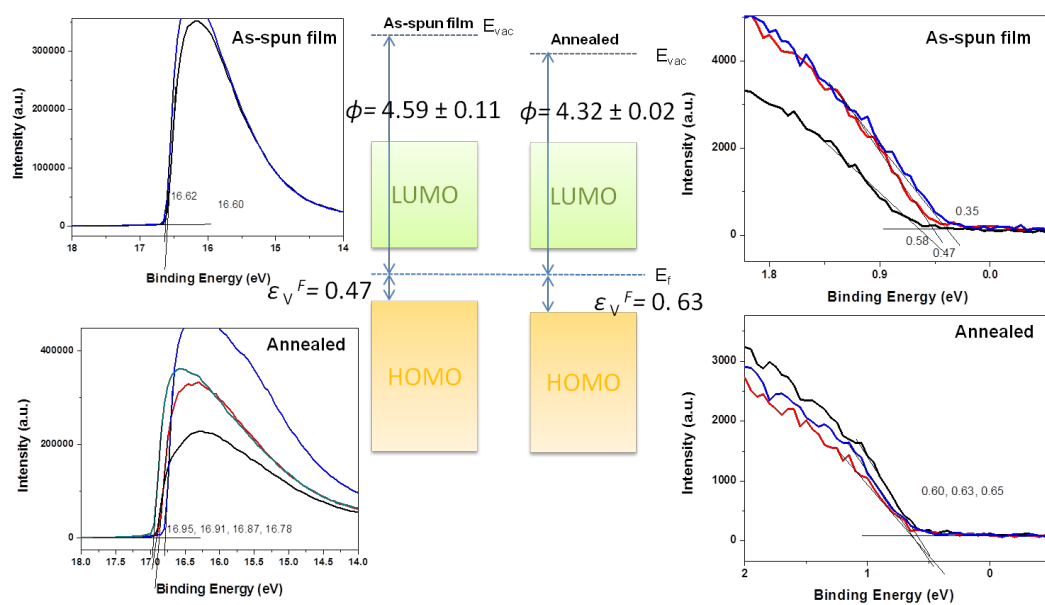 As-spun film
Intensity (a.u.)
300000
200000
100000
0
16.62
16.60
18 17 16 15 14
Binding Energy (eV)
As-spun film
E_vac
Annealed
E_vac
ϕ= 4.59 ± 0.11
ϕ= 4.32 ± 0.02
LUMO
LUMO
E_f
ε_V^F = 0.47
ε_V^F = 0.63
HOMO
HOMO
As-spun film
Intensity (a.u.)
4000
2000
0
0.35
0.58
0.47
1.8 0.9 0.0
Binding Energy (eV)
Annealed
Intensity (a.u.)
400000
200000
0
16.95, 16.91, 16.87, 16.78
18.0 17.5 17.0 16.5 16.0 15.5 15.0 14.5 14.0
Binding Energy (eV)
Annealed
Intensity (a.u.)
3000
2000
1000
0
0.60, 0.63, 0.65
2 1 0
Binding Energy (eV)